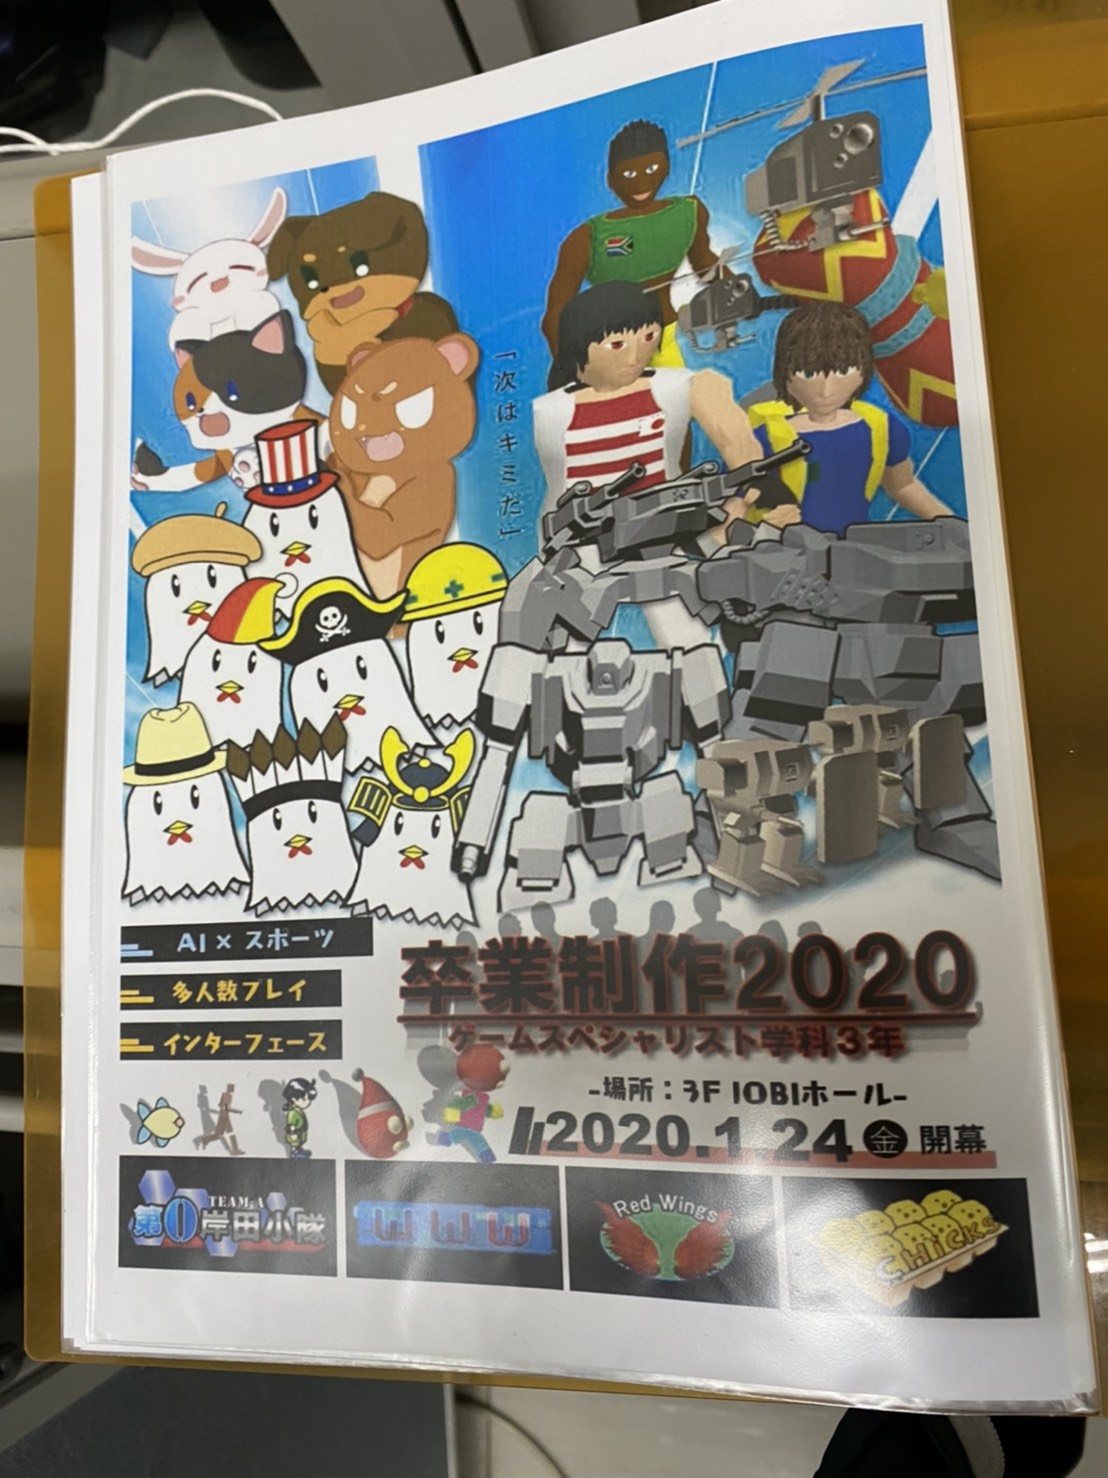 「次はキミだ」
AI×スポーツ
多人数プレイ
インターフェース
卒業制作2020
ゲームスペシャリスト学科3年
-場所：3F IOBIホール-
2020.1.24 金 開幕
TEAM A
第0岸田小隊
W W W
Red Wings
CHICKS